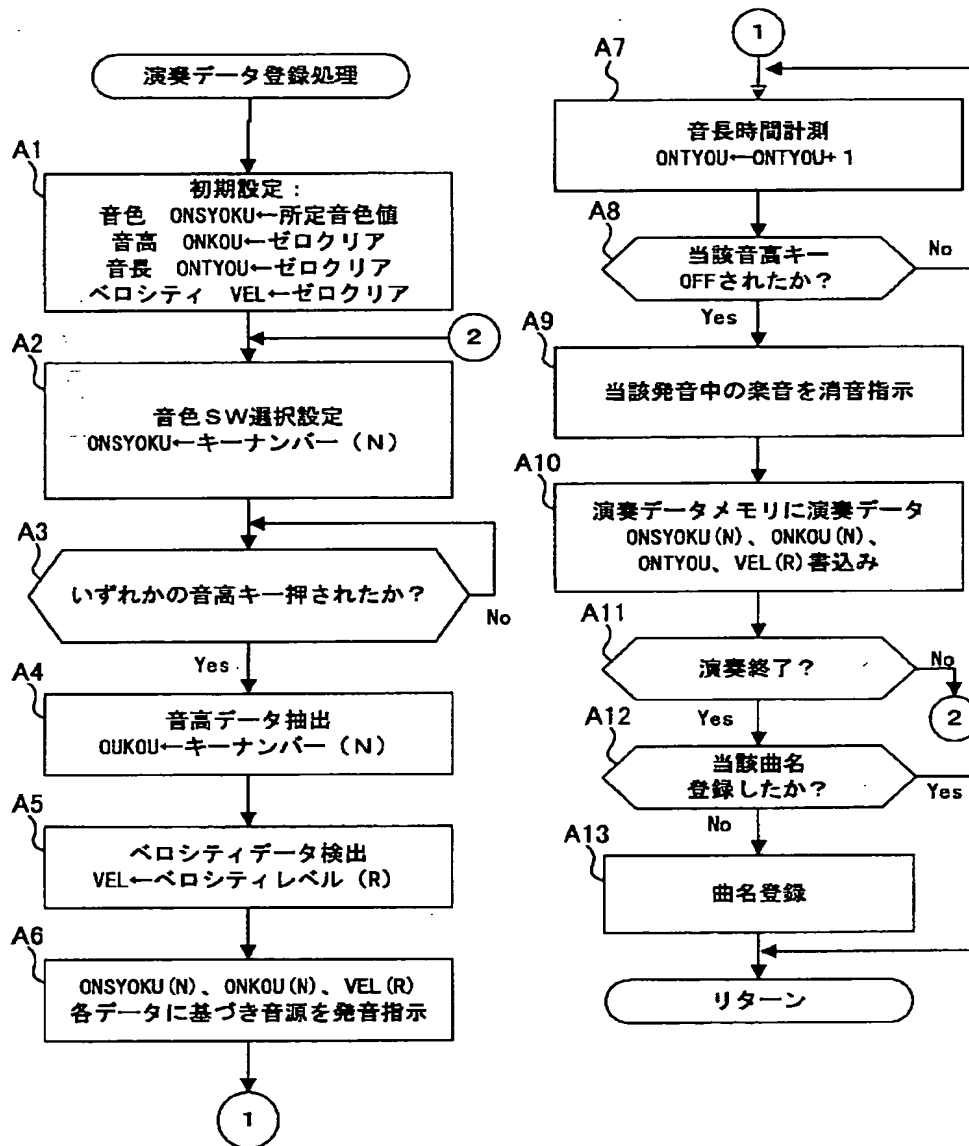 演奏データ登録処理
A1
初期設定：
音色　ONSYOKU←所定音色値
音高　ONKOU←ゼロクリア
音長　ONTYOU←ゼロクリア
ベロシティ　VEL←ゼロクリア
2
A2
音色ＳＷ選択設定
ONSYOKU←キーナンバー（N）
A3
いずれかの音高キー押されたか？
No
Yes
A4
音高データ抽出
OUKOU←キーナンバー（N）
A5
ベロシティデータ検出
VEL←ベロシティレベル（R）
A6
ONSYOKU(N)、ONKOU(N)、VEL(R)
各データに基づき音源を発音指示
1
1
A7
音長時間計測
ONTYOU←ONTYOU+1
A8
当該音高キー
OFFされたか？
No
Yes
A9
当該発音中の楽音を消音指示
A10
演奏データメモリに演奏データ
ONSYOKU(N)、ONKOU(N)、
ONTYOU、VEL(R)書込み
A11
演奏終了？
No
2
Yes
A12
当該曲名
登録したか？
Yes
No
A13
曲名登録
リターン